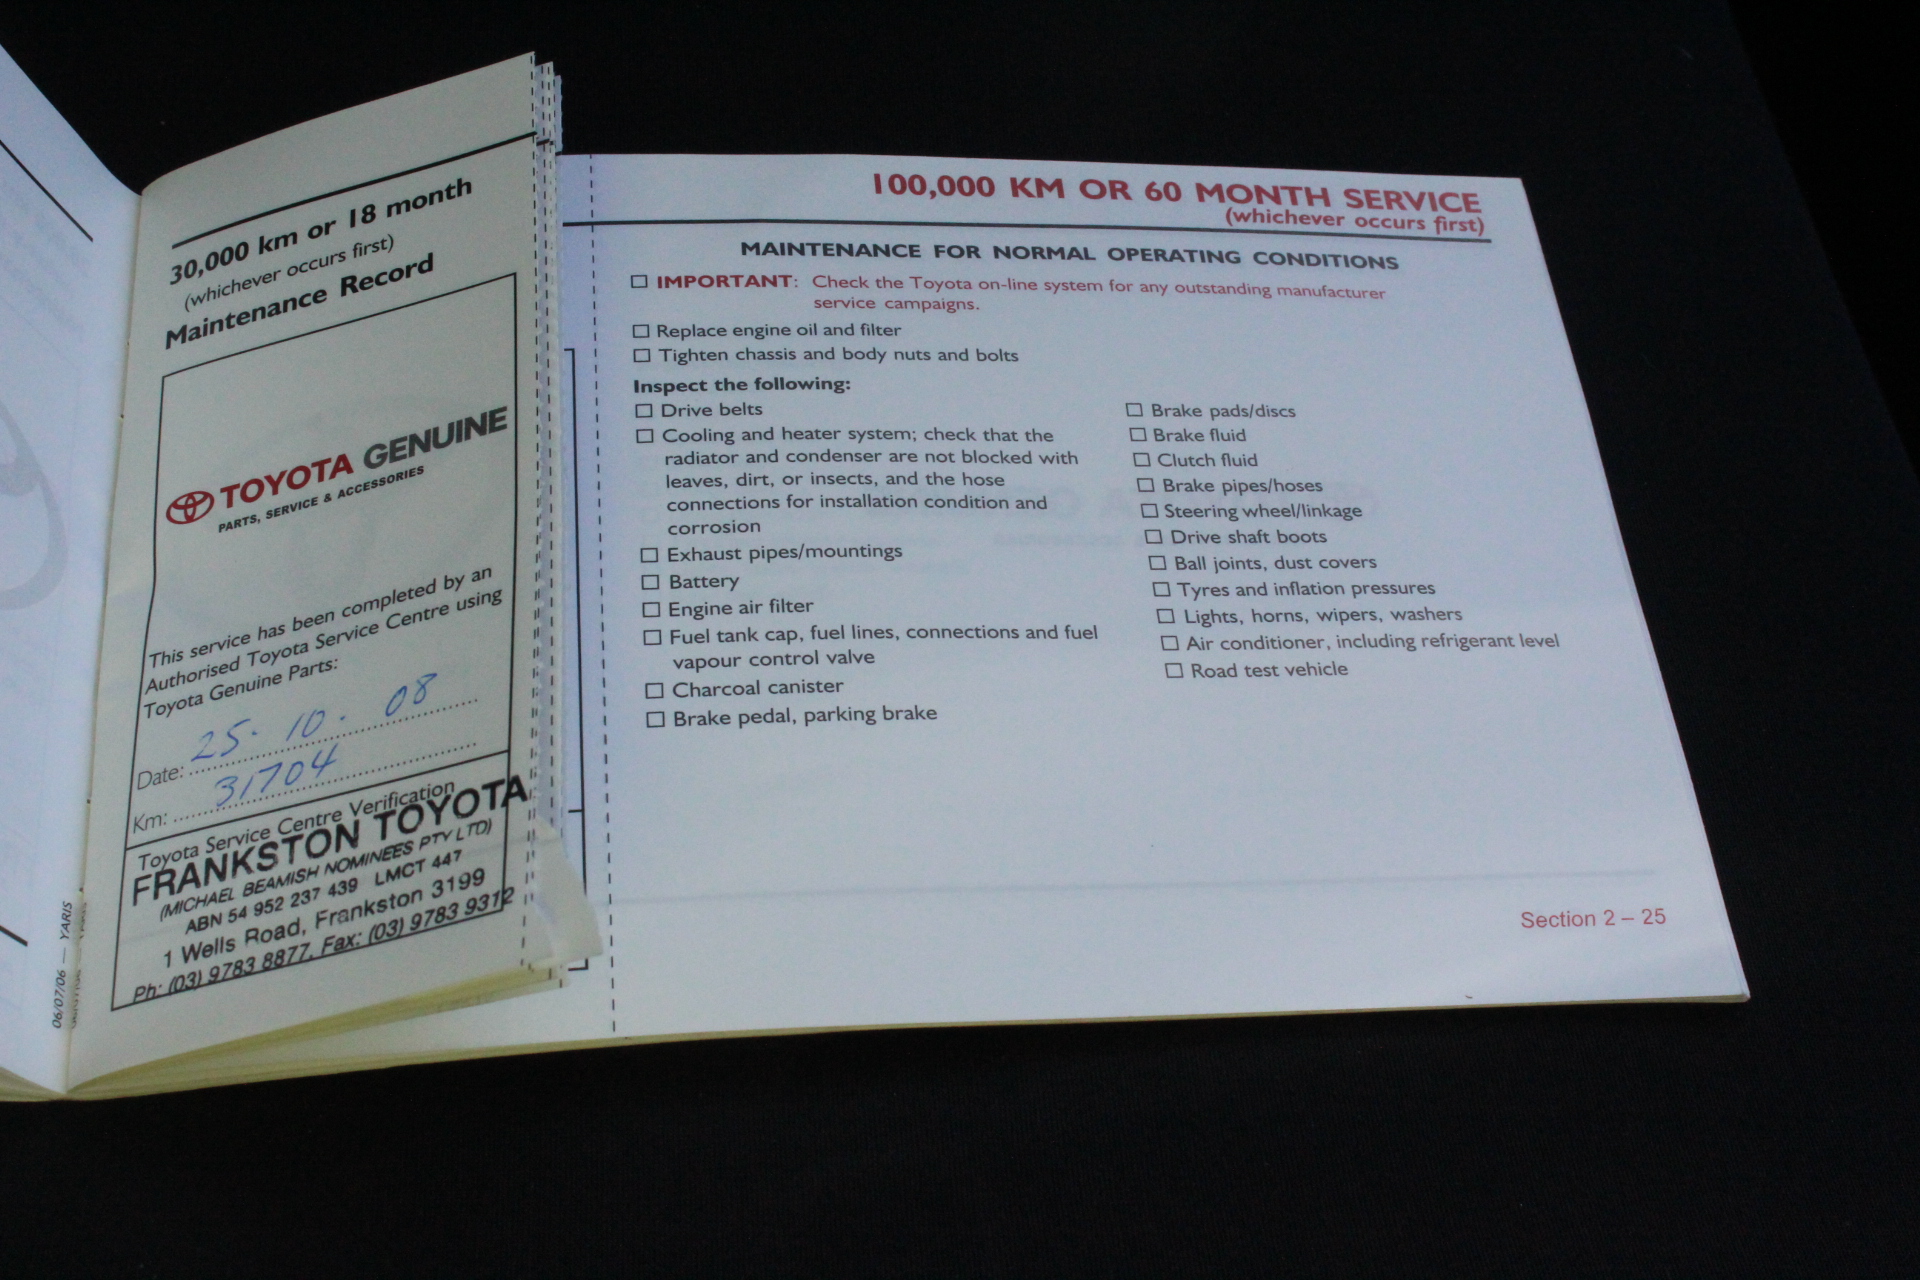 30,000 km or 18 month
(whichever occurs first)
Maintenance Record
TOYOTA GENUINE
PARTS, SERVICE & ACCESSORIES
This service has been completed by an
Authorised Toyota Service Centre using
Toyota Genuine Parts:
Date: 25. 10. 08
Km: 31704
Toyota Service Centre Verification
FRANKSTON TOYOTA
(MICHAEL BEAMISH NOMINEES PTY LTD)
ABN 54 952 237 439 LMCT 447
1 Wells Road, Frankston 3199
Ph: (03) 9783 8877, Fax: (03) 9783 9312
06/07/06 — YARIS
100,000 KM OR 60 MONTH SERVICE
(whichever occurs first)
MAINTENANCE FOR NORMAL OPERATING CONDITIONS
IMPORTANT: Check the Toyota on-line system for any outstanding manufacturer
service campaigns.
Replace engine oil and filter
Tighten chassis and body nuts and bolts
Inspect the following:
Drive belts
Cooling and heater system; check that the
radiator and condenser are not blocked with
leaves, dirt, or insects, and the hose
connections for installation condition and
corrosion
Exhaust pipes/mountings
Battery
Engine air filter
Fuel tank cap, fuel lines, connections and fuel
vapour control valve
Charcoal canister
Brake pedal, parking brake
Brake pads/discs
Brake fluid
Clutch fluid
Brake pipes/hoses
Steering wheel/linkage
Drive shaft boots
Ball joints, dust covers
Tyres and inflation pressures
Lights, horns, wipers, washers
Air conditioner, including refrigerant level
Road test vehicle
Section 2 – 25